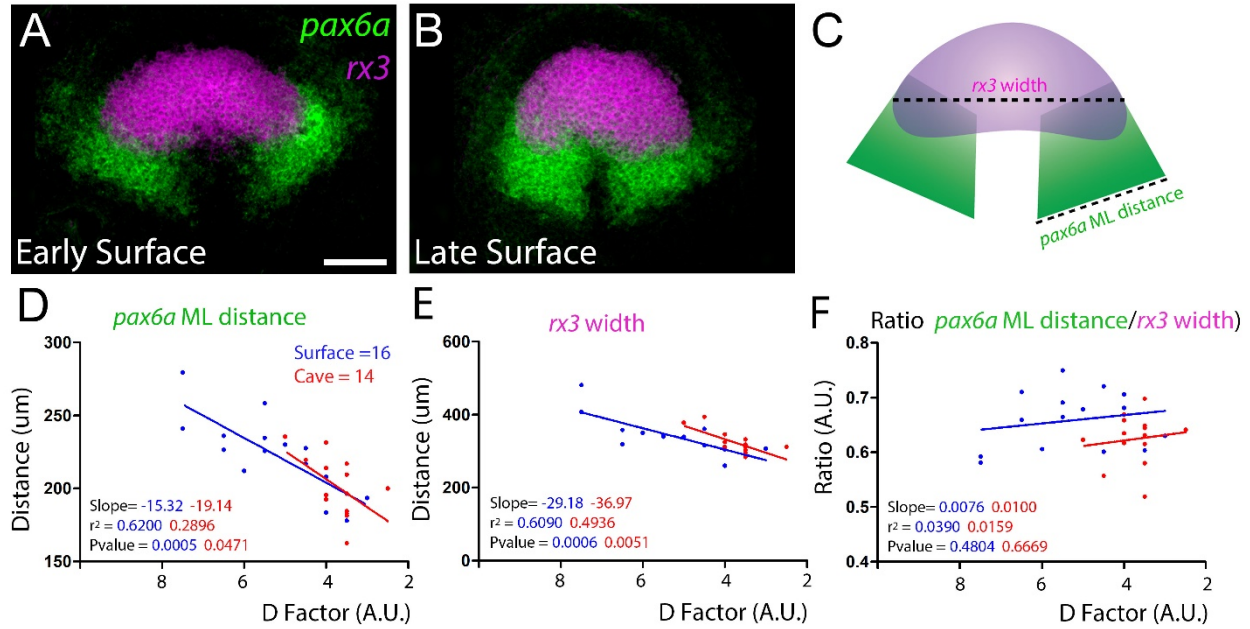 A
pax6a
rx3
Early Surface
B
Late Surface
C
rx3 width
pax6a ML distance
D
pax6a ML distance
Surface =16
Cave = 14
300
250
200
150
Distance (um)
Slope= -15.32 -19.14
r² = 0.6200 0.2896
Pvalue = 0.0005 0.0471
8 6 4 2
D Factor (A.U.)
E
rx3 width
600
400
200
0
Distance (um)
Slope= -29.18 -36.97
r² = 0.6090 0.4936
Pvalue = 0.0006 0.0051
8 6 4 2
D Factor (A.U.)
F
Ratio pax6a ML distance/rx3 width)
0.8
0.7
0.6
0.5
0.4
Ratio (A.U.)
Slope= 0.0076 0.0100
r² = 0.0390 0.0159
Pvalue = 0.4804 0.6669
8 6 4 2
D Factor (A.U.)